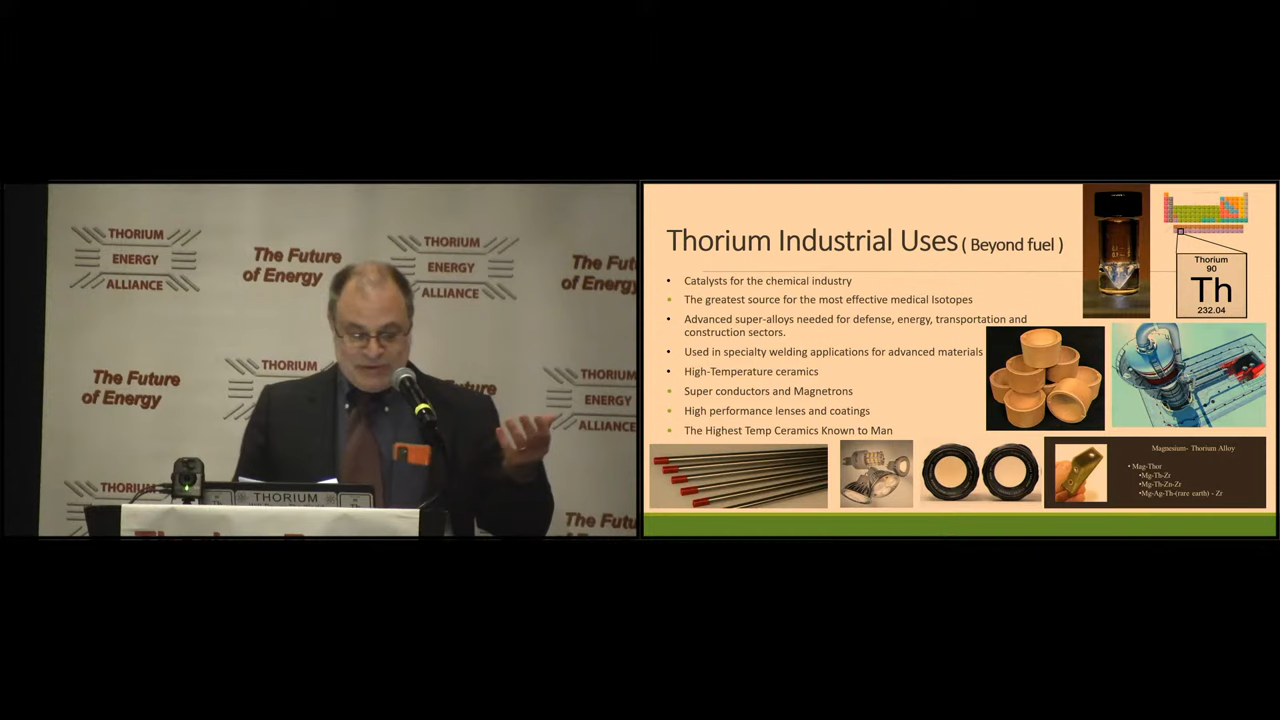 THORIUM
ENERGY
ALLIANCE
The Future
of Energy
THORIUM
ENERGY
ALLIANCE
The Fut
of Ener
The Future
of Energy
THORIUM
THORIUM
ENERGY
ALLIANCE
THORIUM
THORIUM
The Future
Thorium Industrial Uses ( Beyond fuel )
• Catalysts for the chemical industry
• The greatest source for the most effective medical Isotopes
• Advanced super-alloys needed for defense, energy, transportation and
construction sectors.
• Used in specialty welding applications for advanced materials
• High-Temperature ceramics
• Super conductors and Magnetrons
• High performance lenses and coatings
• The Highest Temp Ceramics Known to Man
Thorium
90
Th
232.04
Magnesium- Thorium Alloy
• Mag-Thor
•Mg-Th-Zr
•Mg-Th-Zn-Zr
•Mg-Ag-Th-(rare earth) - Zr